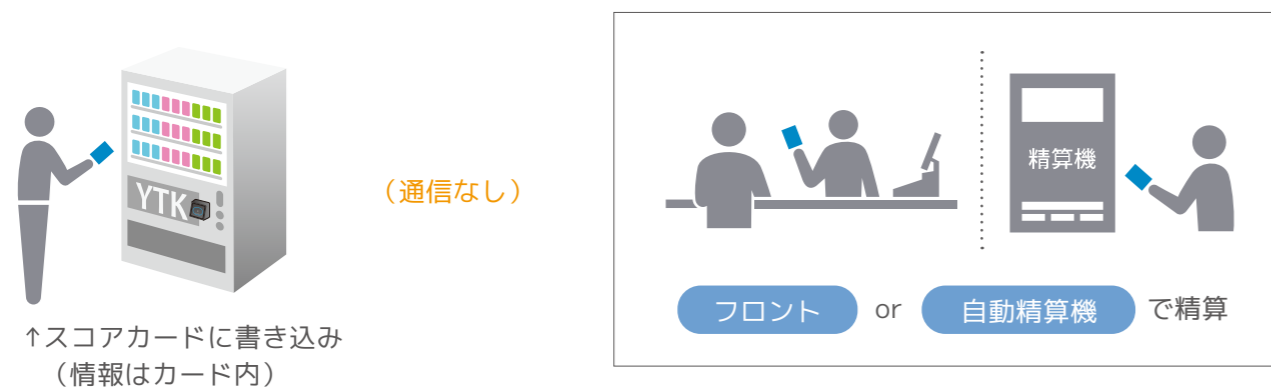 YTK
↑スコアカードに書き込み
（情報はカード内）
（通信なし）
精算機
フロント or 自動精算機 で精算